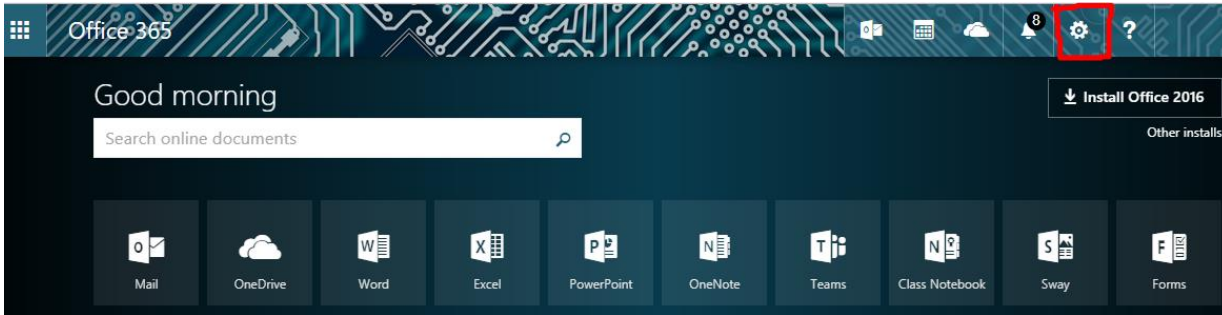 Office 365
8
?
Good morning
Install Office 2016
Search online documents
Other installs
Mail
OneDrive
Word
Excel
PowerPoint
OneNote
Teams
Class Notebook
Sway
Forms